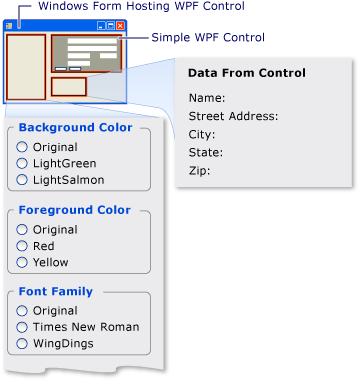 Windows Form Hosting WPF Control
Simple WPF Control
Data From Control
Name:
Street Address:
City:
State:
Zip:
Background Color
Original
LightGreen
LightSalmon
Foreground Color
Original
Red
Yellow
Font Family
Original
Times New Roman
WingDings